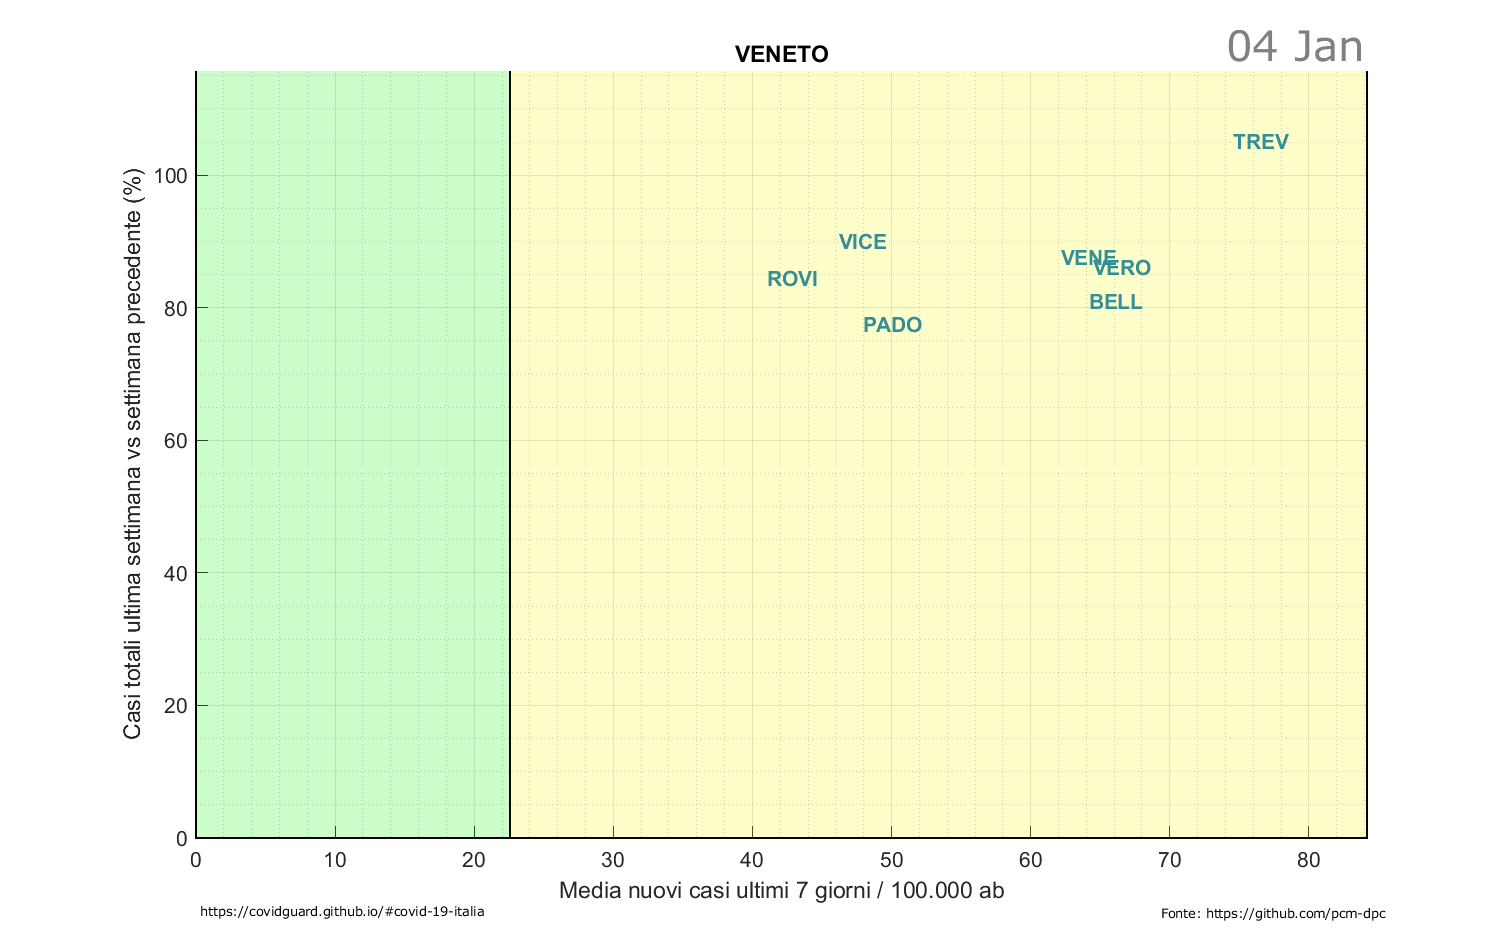 04 Jan
VENETO
Casi totali ultima settimana vs settimana precedente (%)
100
80
60
40
20
0
TREV
VICE
VENE
VERO
ROVI
BELL
PADO
0 10 20 30 40 50 60 70 80
Media nuovi casi ultimi 7 giorni / 100.000 ab
https://covidguard.github.io/#covid-19-italia
Fonte: https://github.com/pcm-dpc